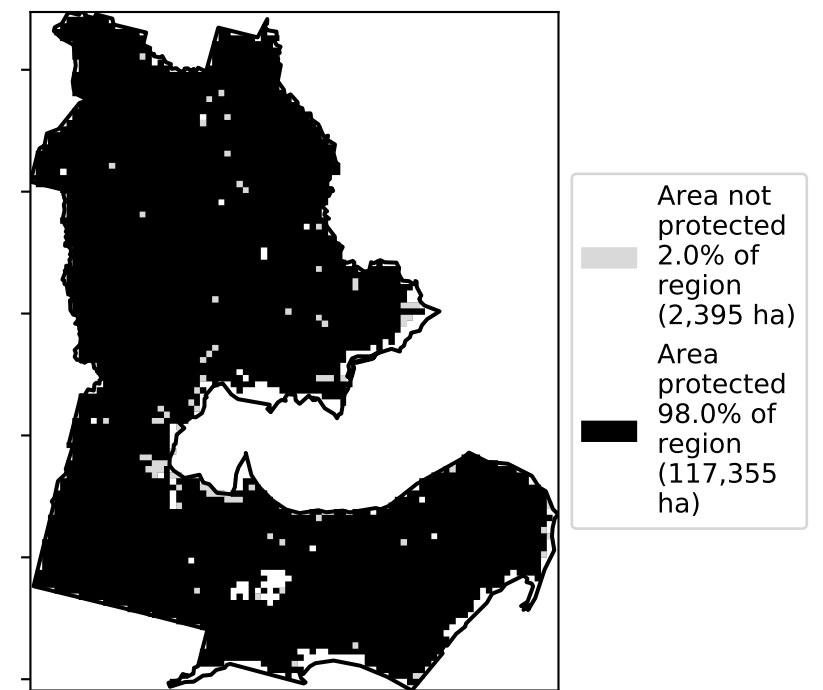 Area not
protected
2.0% of
region
(2,395 ha)
Area
protected
98.0% of
region
(117,355
ha)